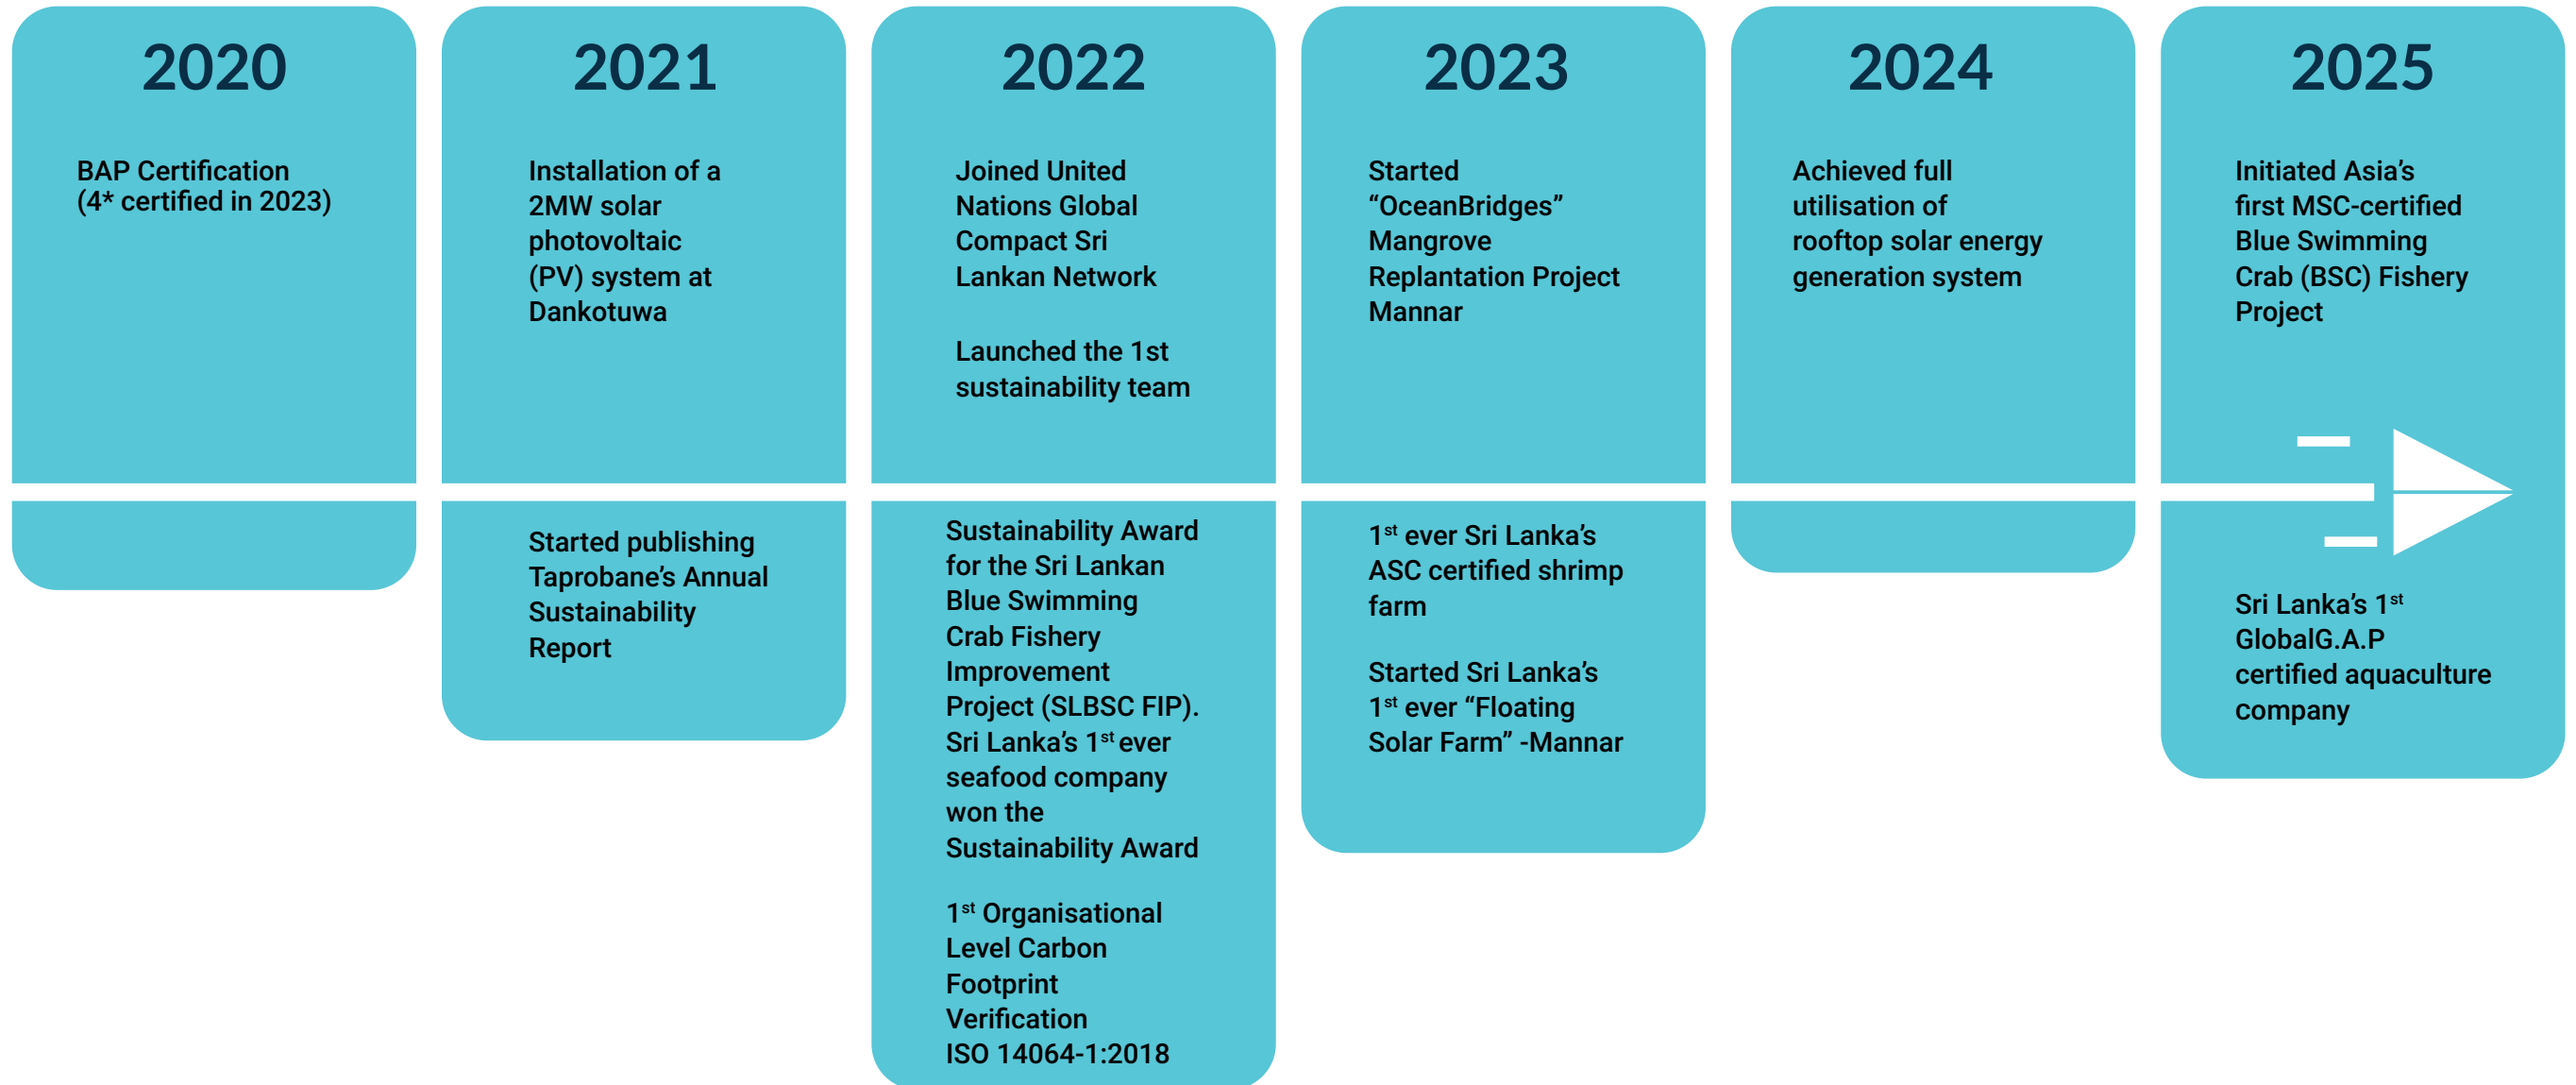 2020
BAP Certification
(4* certified in 2023)
2021
Installation of a
2MW solar
photovoltaic
(PV) system at
Dankotuwa
Started publishing
Taprobane’s Annual
Sustainability
Report
2022
Joined United
Nations Global
Compact Sri
Lankan Network
Launched the 1st
sustainability team
Sustainability Award
for the Sri Lankan
Blue Swimming
Crab Fishery
Improvement
Project (SLBSC FIP).
Sri Lanka’s 1st ever
seafood company
won the
Sustainability Award
1st Organisational
Level Carbon
Footprint
Verification
ISO 14064-1:2018
2023
Started
“OceanBridges”
Mangrove
Replantation Project
Mannar
1st ever Sri Lanka’s
ASC certified shrimp
farm
Started Sri Lanka’s
1st ever “Floating
Solar Farm” -Mannar
2024
Achieved full
utilisation of
rooftop solar energy
generation system
2025
Initiated Asia’s
first MSC-certified
Blue Swimming
Crab (BSC) Fishery
Project
Sri Lanka’s 1st
GlobalG.A.P
certified aquaculture
company